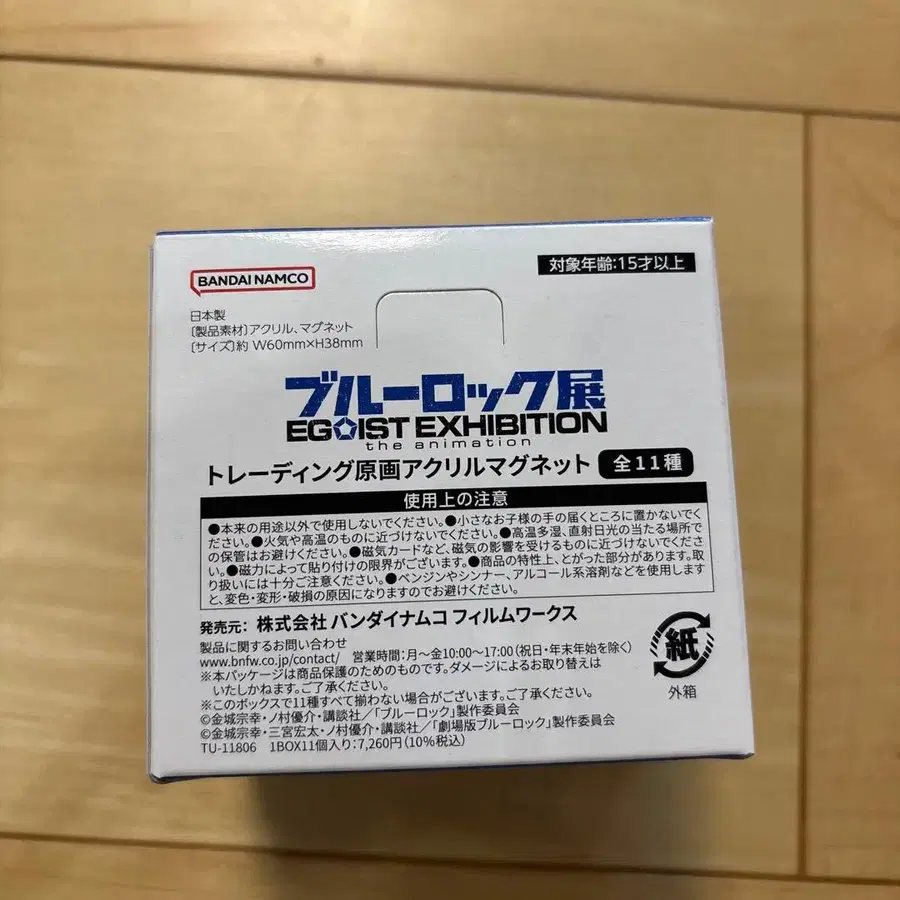 BANDAI NAMCO
対象年齢:15才以上
日本製
〔製品素材〕アクリル、マグネット
〔サイズ〕約 W60mm×H38mm
ブルーロック展
EGOIST EXHIBITION
the animation
トレーディング原画アクリルマグネット 全11種
使用上の注意
●本来の用途以外で使用しないでください。●小さなお子様の手の届くところに置かないでく
ださい。●火気や高温のものに近づけないでください。●高温多湿、直射日光の当たる場所で
の保管はお避けください。●磁気カードなど、磁気の影響を受けるものに近づけないでくださ
い。●磁力によって貼り付けの限界がございます。●商品の特性上、とがった部分があります。取
り扱いには十分ご注意ください。●ベンジンやシンナー、アルコール系溶剤などを使用します
と、変色・変形・破損の原因になりますのでお避けください。
発売元: 株式会社 バンダイナムコ フィルムワークス
製品に関するお問い合わせ
www.bnfw.co.jp/contact/ 営業時間:月〜金10:00〜17:00(祝日・年末年始を除く)
※本パッケージは商品保護のためのものです。ダメージによるお取り替えは
いたしかねます。ご了承ください。
※このボックスで11種すべて揃わない場合がございます。ご了承ください。
©金城宗幸・ノ村優介・講談社/「ブルーロック」製作委員会
©金城宗幸・三宮宏太・ノ村優介・講談社/「劇場版ブルーロック」製作委員会
TU-11806 1BOX11個入り:7,260円(10%税込)
紙
外箱